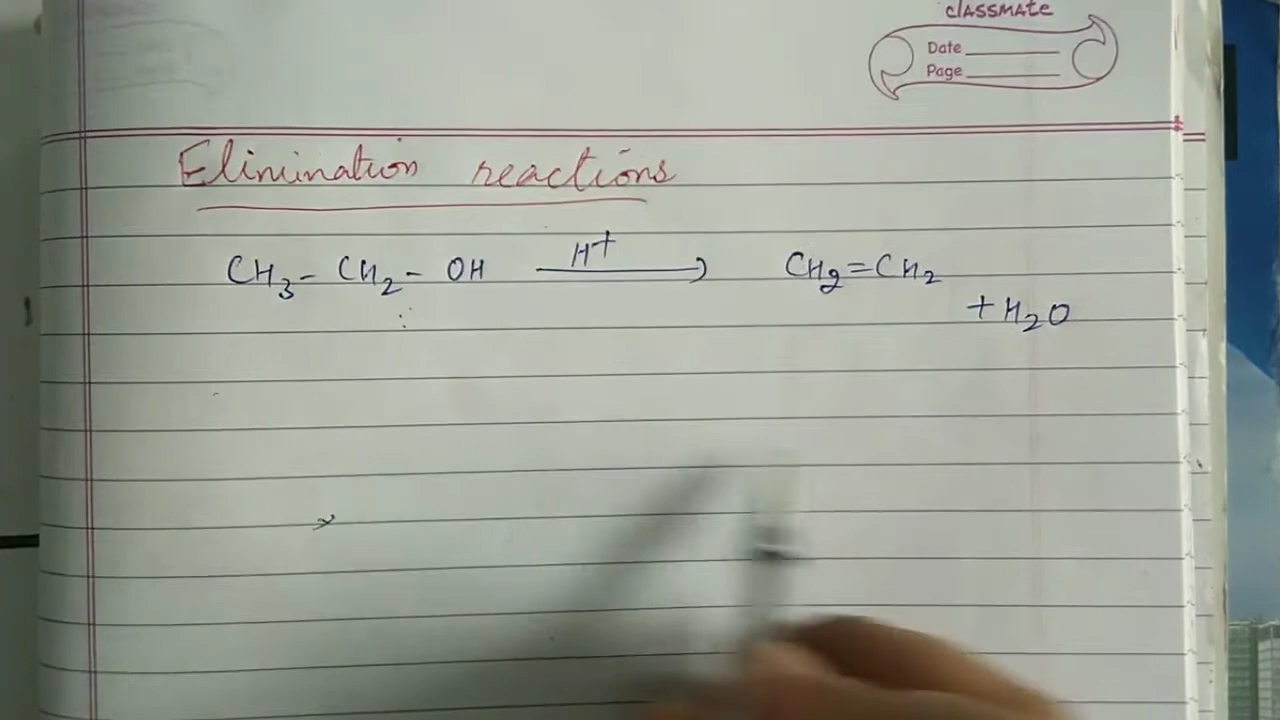 classmate
Date
Page
Elimination reactions
CH₃ - CH₂ - OH H⁺ → CH₂=CH₂
+ H₂O